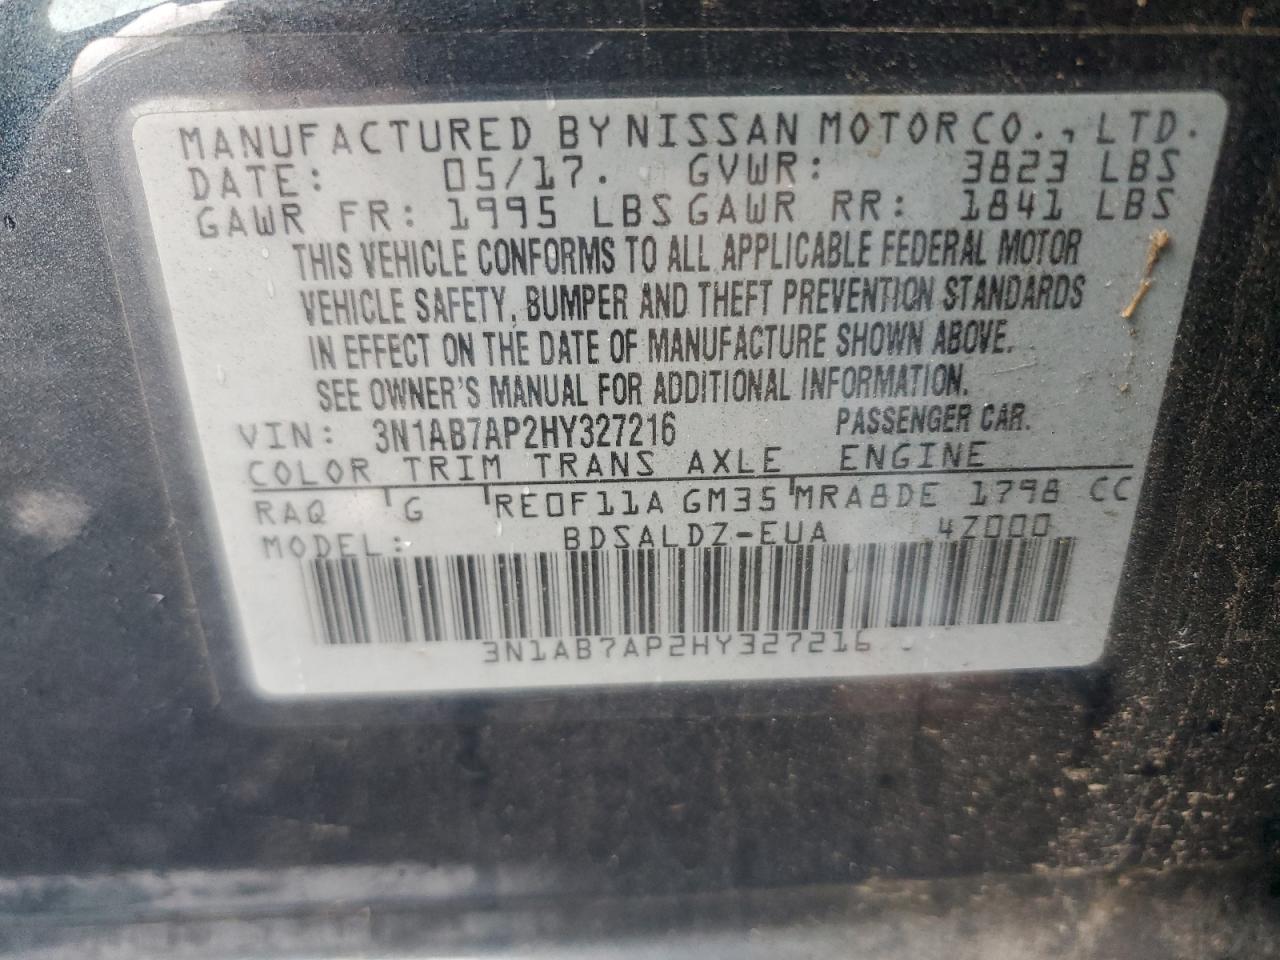 MANUFACTURED BY NISSAN MOTOR CO., LTD.
DATE: 05/17. GVWR: 3823 LBS
GAWR FR: 1995 LBS GAWR RR: 1841 LBS
THIS VEHICLE CONFORMS TO ALL APPLICABLE FEDERAL MOTOR
VEHICLE SAFETY, BUMPER AND THEFT PREVENTION STANDARDS
IN EFFECT ON THE DATE OF MANUFACTURE SHOWN ABOVE.
SEE OWNER'S MANUAL FOR ADDITIONAL INFORMATION.
VIN: 3N1AB7AP2HY327216 PASSENGER CAR.
COLOR TRIM TRANS AXLE ENGINE
RAQ G RE0F11A GM35 MRA8DE 1798 CC
MODEL: BDSALDZ-EUA 4Z000
3N1AB7AP2HY327216